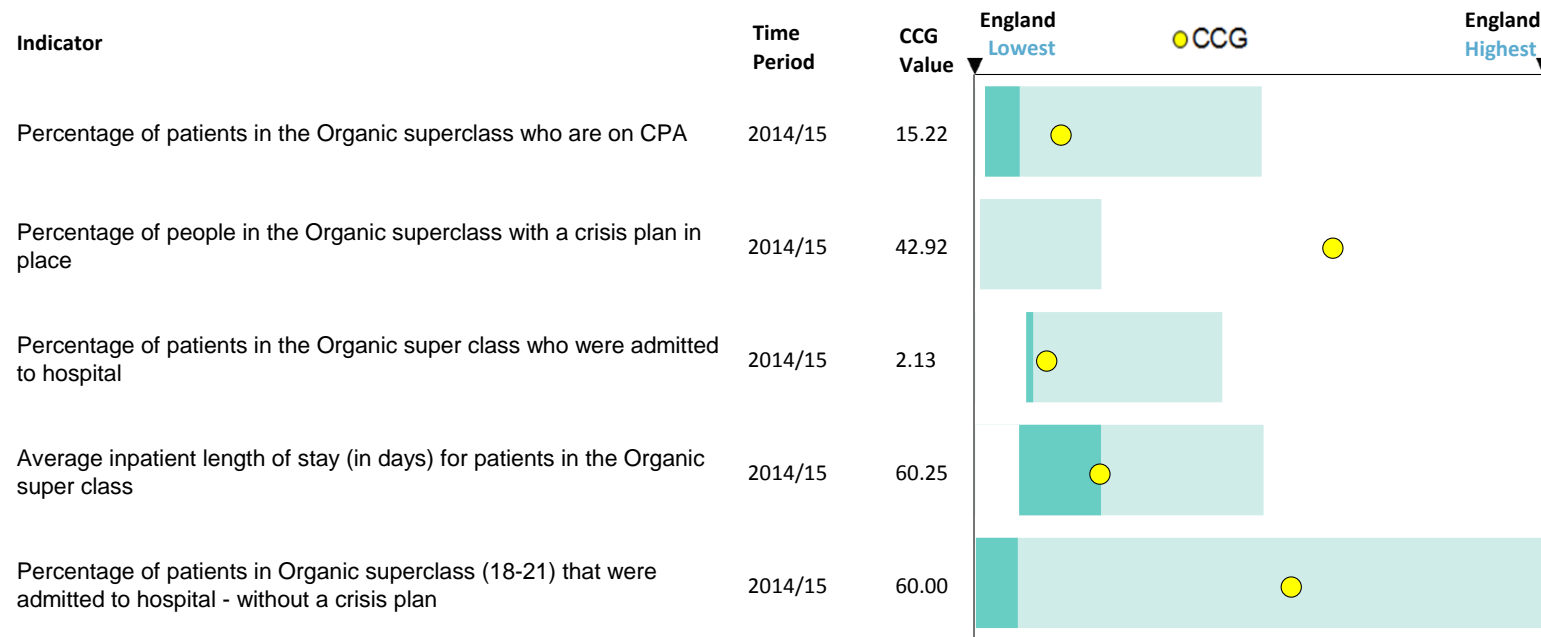 Indicator
Time
Period
CCG
Value
England
Lowest
CCG
England
Highest
Percentage of patients in the Organic superclass who are on CPA
2014/15
15.22
Percentage of people in the Organic superclass with a crisis plan in
place
2014/15
42.92
Percentage of patients in the Organic super class who were admitted
to hospital
2014/15
2.13
Average inpatient length of stay (in days) for patients in the Organic
super class
2014/15
60.25
Percentage of patients in Organic superclass (18-21) that were
admitted to hospital - without a crisis plan
2014/15
60.00